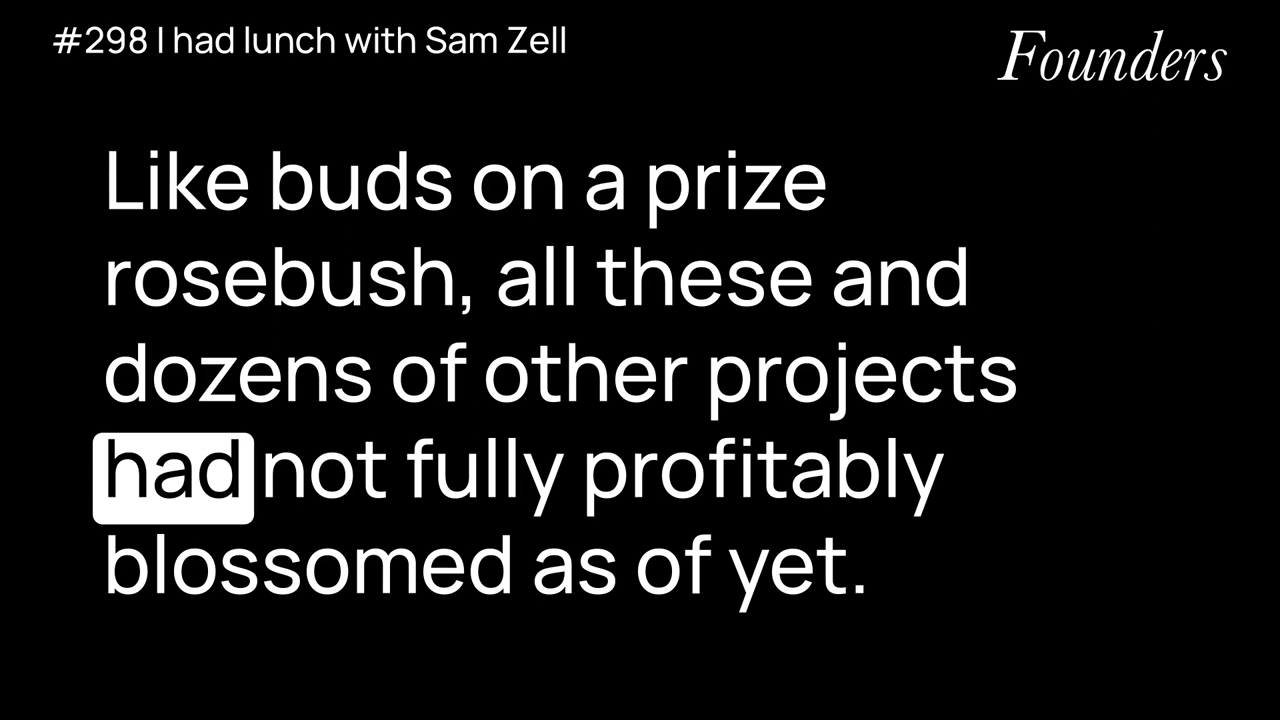 #298 I had lunch with Sam Zell
Founders
Like buds on a prize
rosebush, all these and
dozens of other projects
had not fully profitably
blossomed as of yet.